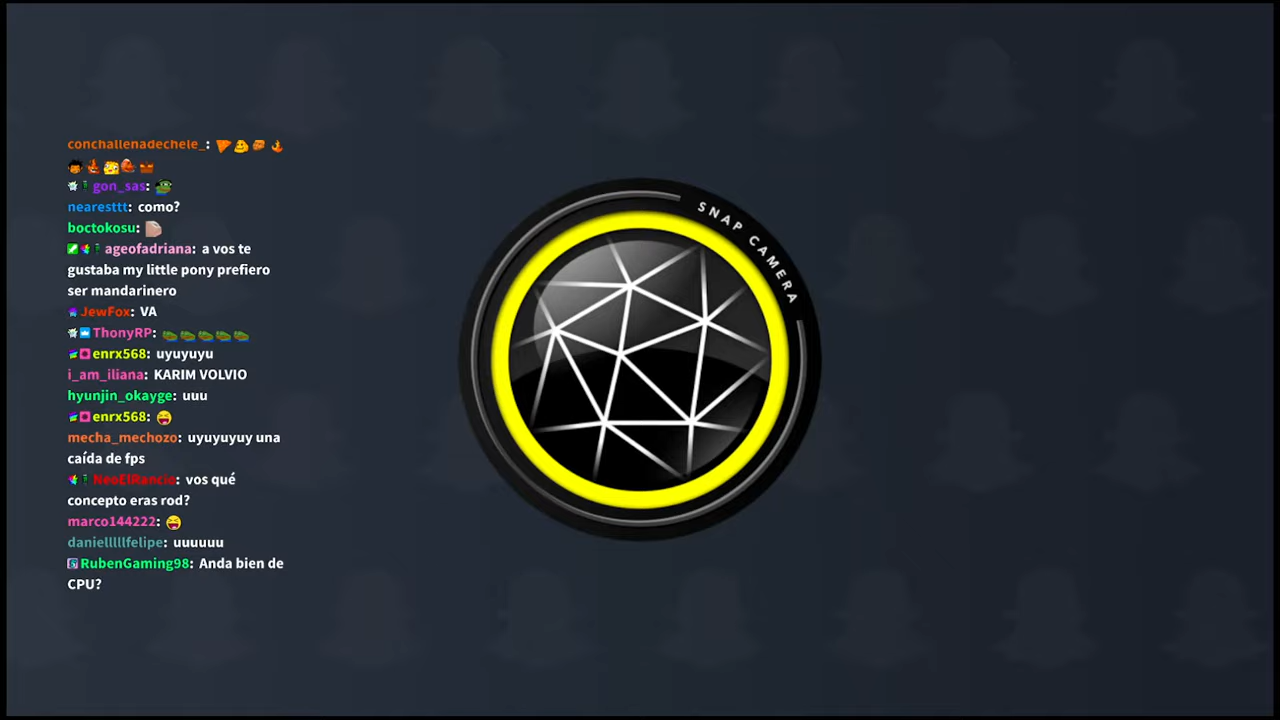 conchallenadechele_:
gon_sas:
nearesttt: como?
boctokosu:
ageofadriana: a vos te
gustaba my little pony prefiero
ser mandarinero
JewFox: VA
ThonyRP:
enrx568: uyuyuyu
i_am_iliana: KARIM VOLVIO
hyunjin_okayge: uuu
enrx568:
mecha_mechozo: uyuyuyuy una
caída de fps
NeoElRancio: vos qué
concepto eras rod?
marco144222:
danielllllfelipe: uuuuuu
RubenGaming98: Anda bien de
CPU?
SNAP CAMERA